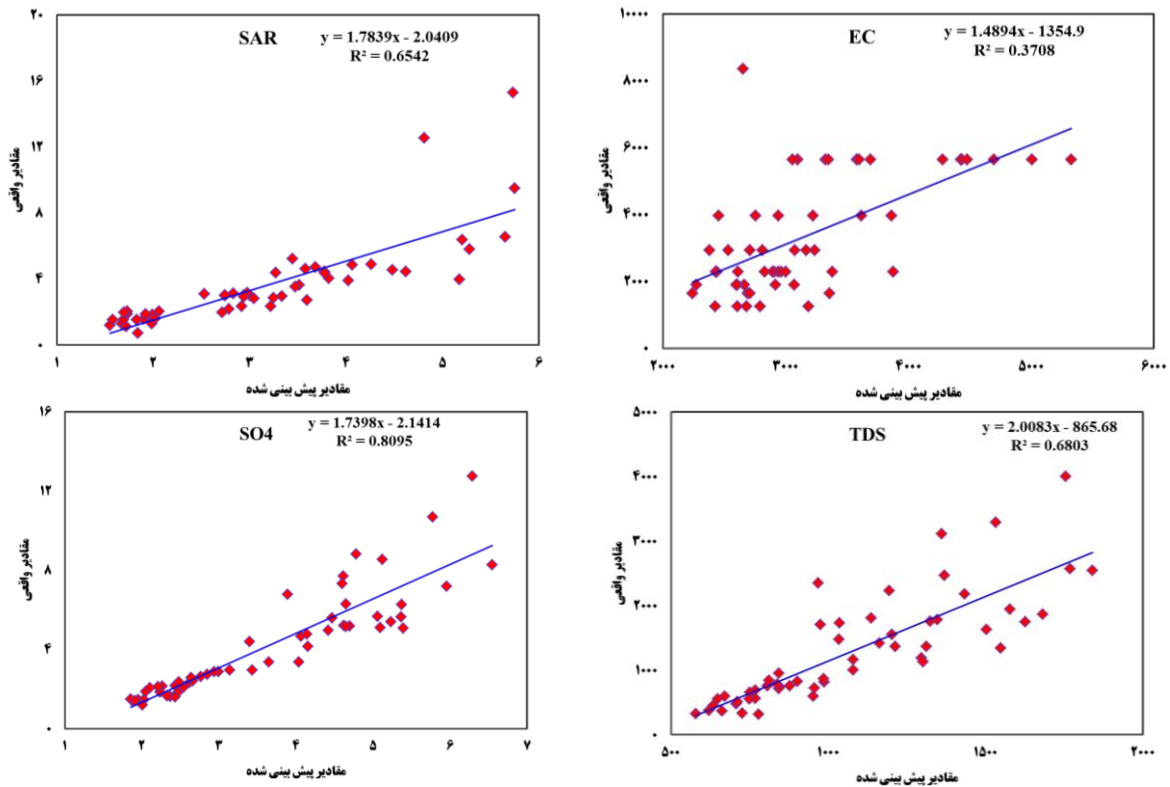 SAR
y = 1.7839x - 2.0409
R² = 0.6542
۲۰
۱۶
۱۲
۸
۴
۰
مقادیر واقعی
۱ ۲ ۳ ۴ ۵ ۶
مقادیر پیش بینی شده
EC
y = 1.4894x - 1354.9
R² = 0.3708
۱۰۰۰۰
۸۰۰۰
۶۰۰۰
۴۰۰۰
۲۰۰۰
۰
مقادیر واقعی
۲۰۰۰ ۳۰۰۰ ۴۰۰۰ ۵۰۰۰ ۶۰۰۰
مقادیر پیش بینی شده
SO4
y = 1.7398x - 2.1414
R² = 0.8095
۱۶
۱۲
۸
۴
۰
مقادیر واقعی
۱ ۲ ۳ ۴ ۵ ۶ ۷
مقادیر پیش بینی شده
TDS
y = 2.0083x - 865.68
R² = 0.6803
۵۰۰۰
۴۰۰۰
۳۰۰۰
۲۰۰۰
۱۰۰۰
۰
مقادیر واقعی
۵۰۰ ۱۰۰۰ ۱۵۰۰ ۲۰۰۰
مقادیر پیش بینی شده